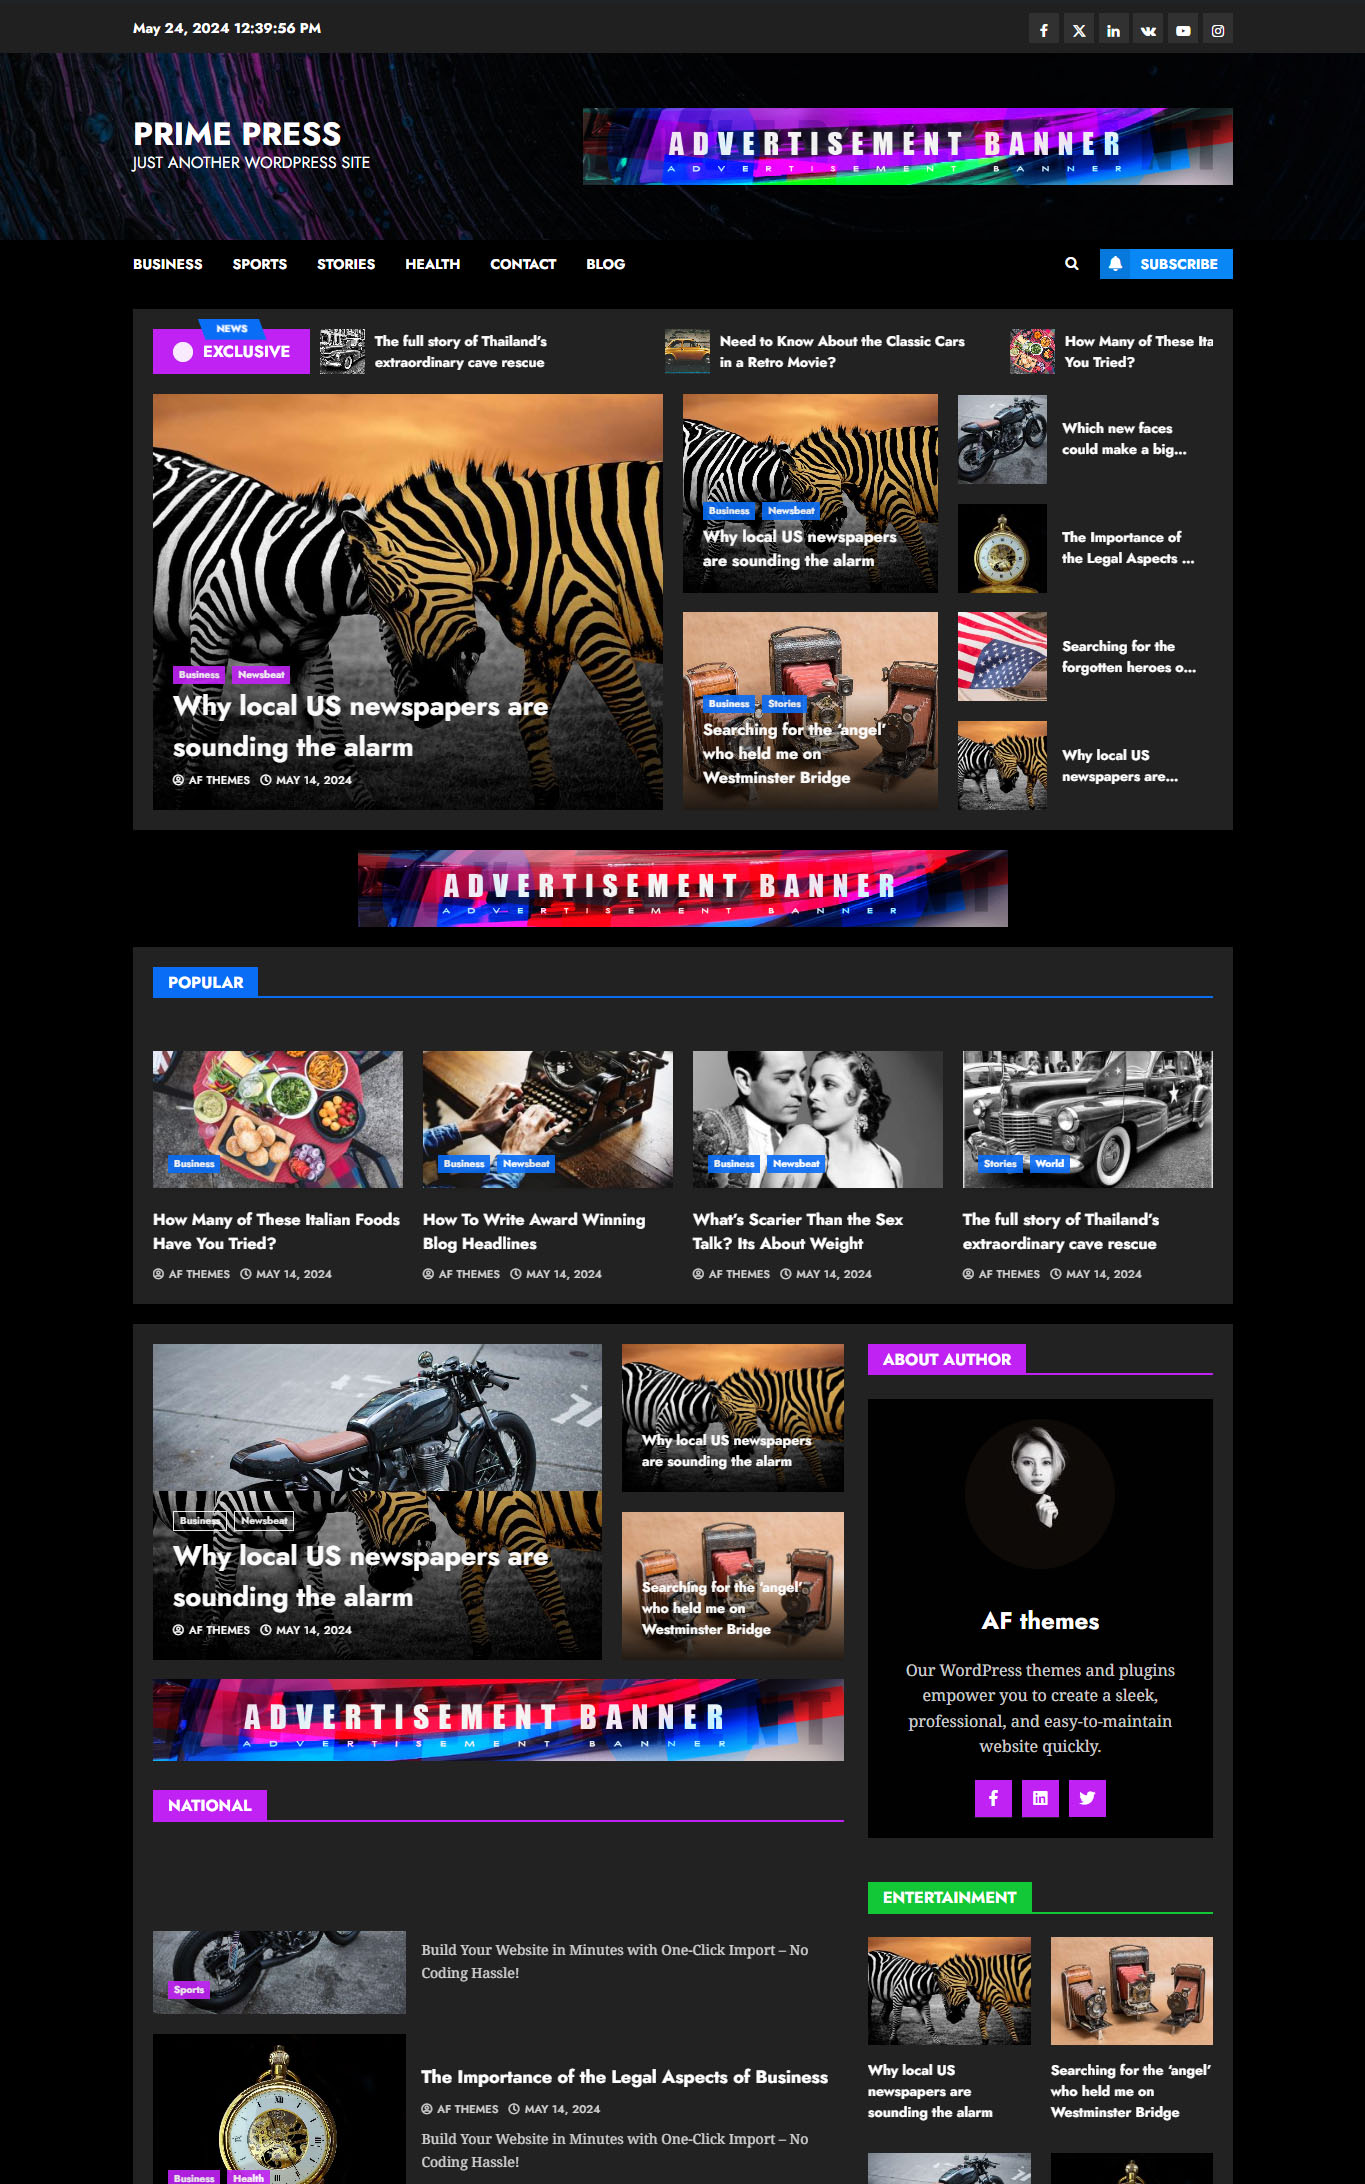 May 24, 2024 12:39:56 PM
PRIME PRESS
JUST ANOTHER WORDPRESS SITE
ADVERTISEMENT BANNER
ADVERTISEMENT BANNER
BUSINESS SPORTS STORIES HEALTH CONTACT BLOG
SUBSCRIBE
NEWS
EXCLUSIVE
The full story of Thailand’s
extraordinary cave rescue
Need to Know About the Classic Cars
in a Retro Movie?
How Many of These Ita
You Tried?
Business Newsbeat
Why local US newspapers are
sounding the alarm
AF THEMES MAY 14, 2024
Business Newsbeat
Why local US newspapers
are sounding the alarm
Business Stories
Searching for the ‘angel’
who held me on
Westminster Bridge
Which new faces
could make a big...
The Importance of
the Legal Aspects ...
Searching for the
forgotten heroes o...
Why local US
newspapers are...
ADVERTISEMENT BANNER
ADVERTISEMENT BANNER
POPULAR
Business
How Many of These Italian Foods
Have You Tried?
AF THEMES MAY 14, 2024
Business Newsbeat
How To Write Award Winning
Blog Headlines
AF THEMES MAY 14, 2024
Business Newsbeat
What’s Scarier Than the Sex
Talk? Its About Weight
AF THEMES MAY 14, 2024
Stories World
The full story of Thailand’s
extraordinary cave rescue
AF THEMES MAY 14, 2024
Business Newsbeat
Why local US newspapers are
sounding the alarm
AF THEMES MAY 14, 2024
Why local US newspapers
are sounding the alarm
Searching for the ‘angel’
who held me on
Westminster Bridge
ADVERTISEMENT BANNER
ADVERTISEMENT BANNER
NATIONAL
Sports
Build Your Website in Minutes with One-Click Import – No
Coding Hassle!
Business Health
The Importance of the Legal Aspects of Business
AF THEMES MAY 14, 2024
Build Your Website in Minutes with One-Click Import – No
Coding Hassle!
ABOUT AUTHOR
AF themes
Our WordPress themes and plugins
empower you to create a sleek,
professional, and easy-to-maintain
website quickly.
ENTERTAINMENT
Why local US
newspapers are
sounding the alarm
Searching for the ‘angel’
who held me on
Westminster Bridge